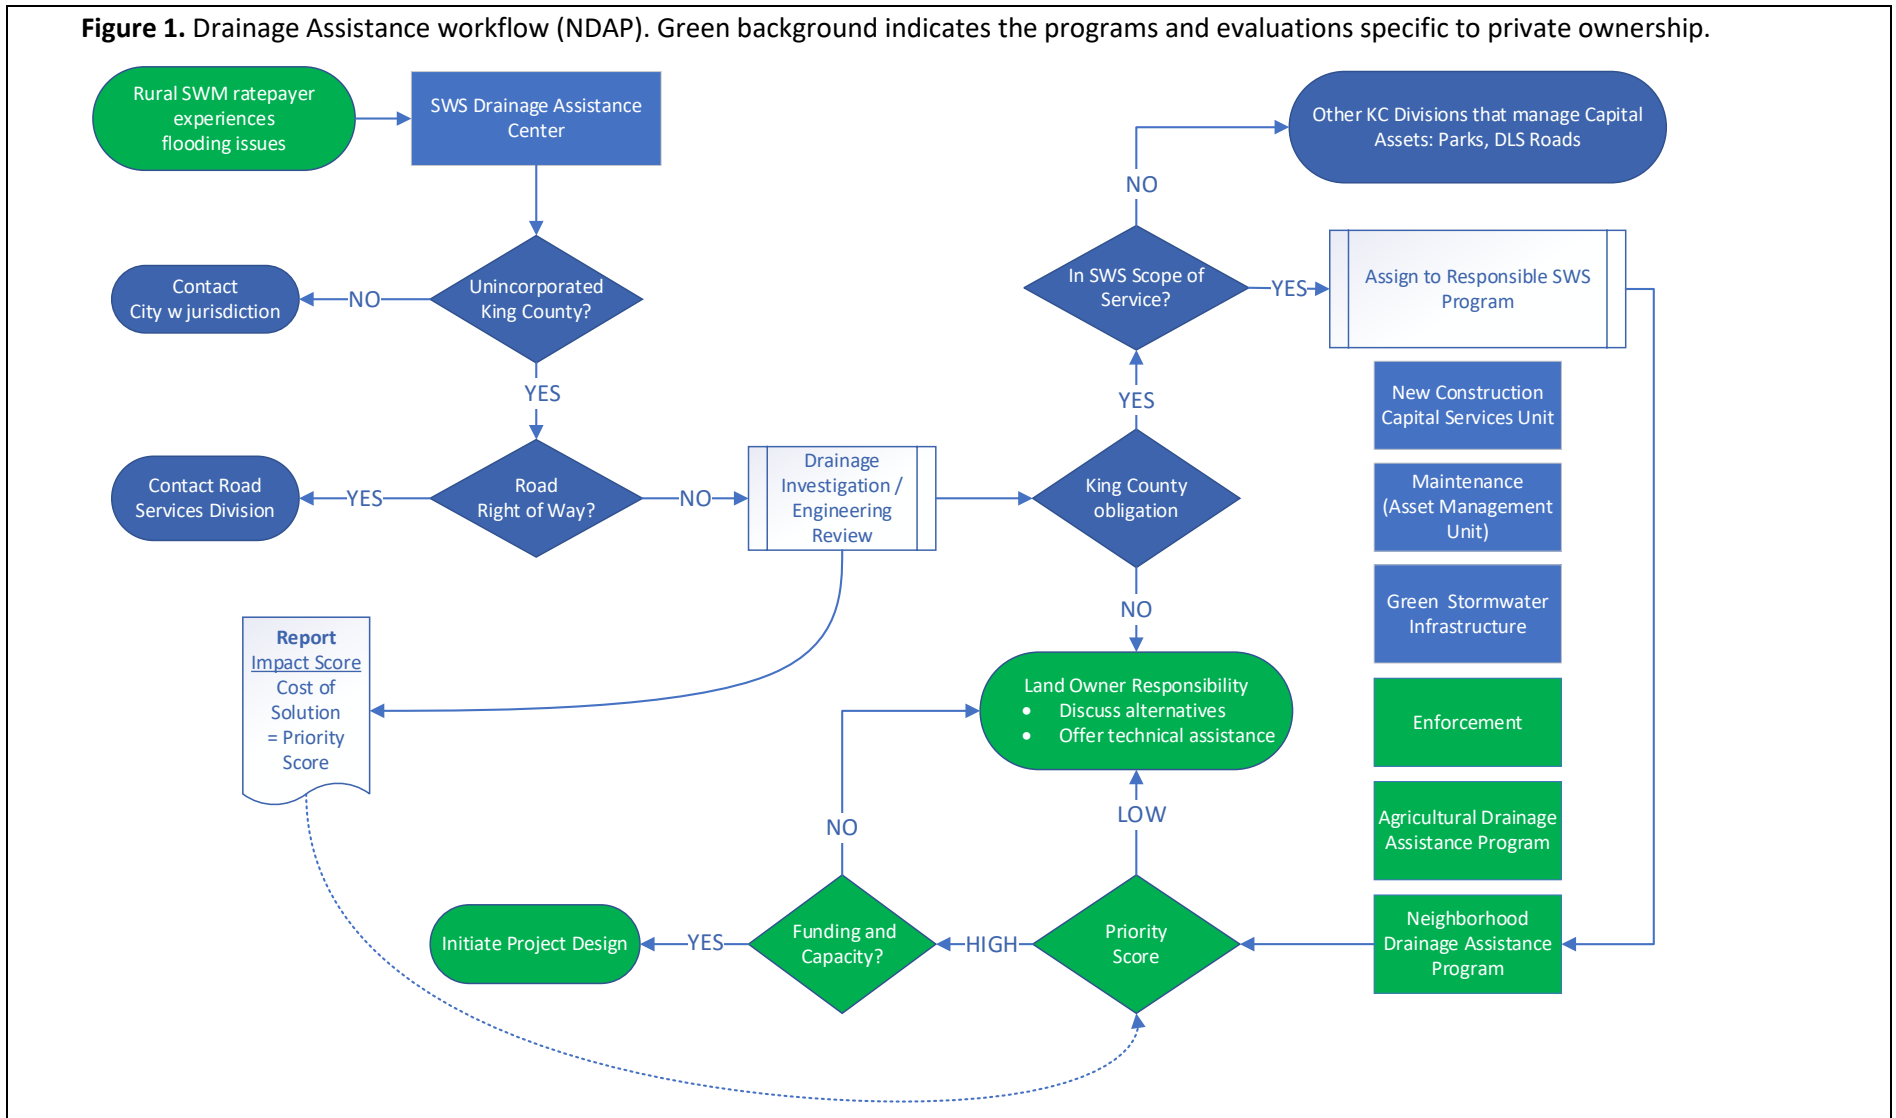 Figure 1. Drainage Assistance workflow (NDAP). Green background indicates the programs and evaluations specific to private ownership.
Rural SWM ratepayer
experiences
flooding issues
SWS Drainage Assistance
Center
Other KC Divisions that manage Capital
Assets: Parks, DLS Roads
NO
In SWS Scope of
Service?
YES
Assign to Responsible SWS
Program
Contact
City w jurisdiction
NO
Unincorporated
King County?
YES
YES
New Construction
Capital Services Unit
Contact Road
Services Division
YES
Road
Right of Way?
NO
Drainage
Investigation /
Engineering
Review
King County
obligation
Maintenance
(Asset Management
Unit)
NO
Green  Stormwater
Infrastructure
Report
Impact Score
Cost of
Solution
= Priority
Score
Land Owner Responsibility
• Discuss alternatives
• Offer technical assistance
Enforcement
NO
LOW
Agricultural Drainage
Assistance Program
Initiate Project Design
YES
Funding and
Capacity?
HIGH
Priority
Score
Neighborhood
Drainage Assistance
Program